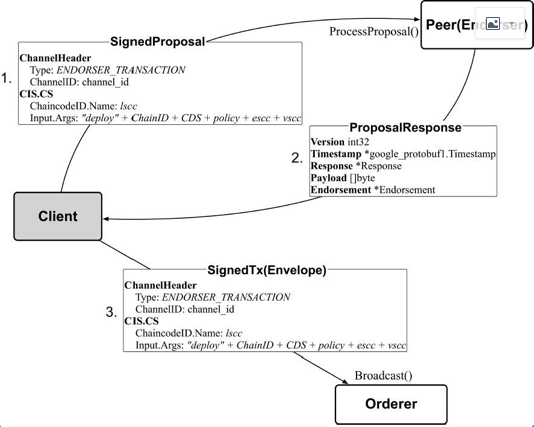 SignedProposal
ProcessProposal()
Peer(Endorser)
1.
ChannelHeader
Type: ENDORSER_TRANSACTION
ChannelID: channel_id
CIS.CS
ChaincodeID.Name: lscc
Input.Args: "deploy" + ChainID + CDS + policy + escc + vscc
ProposalResponse
2.
Version int32
Timestamp *google_protobuf1.Timestamp
Response *Response
Payload []byte
Endorsement *Endorsement
Client
SignedTx(Envelope)
3.
ChannelHeader
Type: ENDORSER_TRANSACTION
ChannelID: channel_id
CIS.CS
ChaincodeID.Name: lscc
Input.Args: "deploy" + ChainID + CDS + policy + escc + vscc
Broadcast()
Orderer